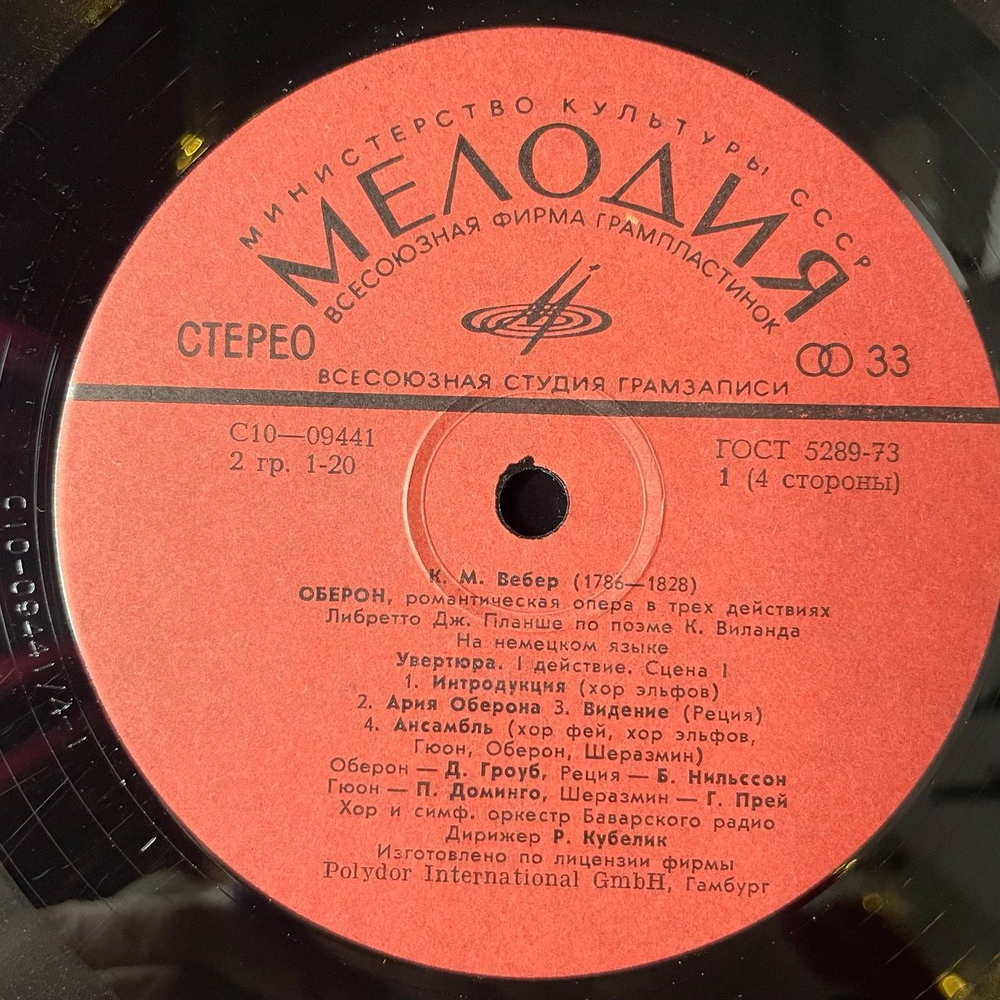 МИНИСТЕРСТВО КУЛЬТУРЫ СССР
МЕЛОДИЯ
ВСЕСОЮЗНАЯ ФИРМА ГРАМПЛАСТИНОК
СТЕРЕО
33
ВСЕСОЮЗНАЯ СТУДИЯ ГРАМЗАПИСИ
С10—09441
2 гр. 1-20
ГОСТ 5289-73
1 (4 стороны)
К. М. Вебер (1786—1828)
ОБЕРОН, романтическая опера в трех действиях
Либретто Дж. Планше по поэме К. Виланда
На немецком языке
Увертюра. I действие. Сцена I
1. Интродукция (хор эльфов)
2. Ария Оберона 3. Видение (Реция)
4. Ансамбль (хор фей, хор эльфов,
Гюон, Оберон, Шеразмин)
Оберон — Д. Гроуб, Реция — Б. Нильссон
Гюон — П. Доминго, Шеразмин — Г. Прей
Хор и симф. оркестр Баварского радио
Дирижер Р. Кубелик
Изготовлено по лицензии фирмы
Polydor International GmbH, Гамбург